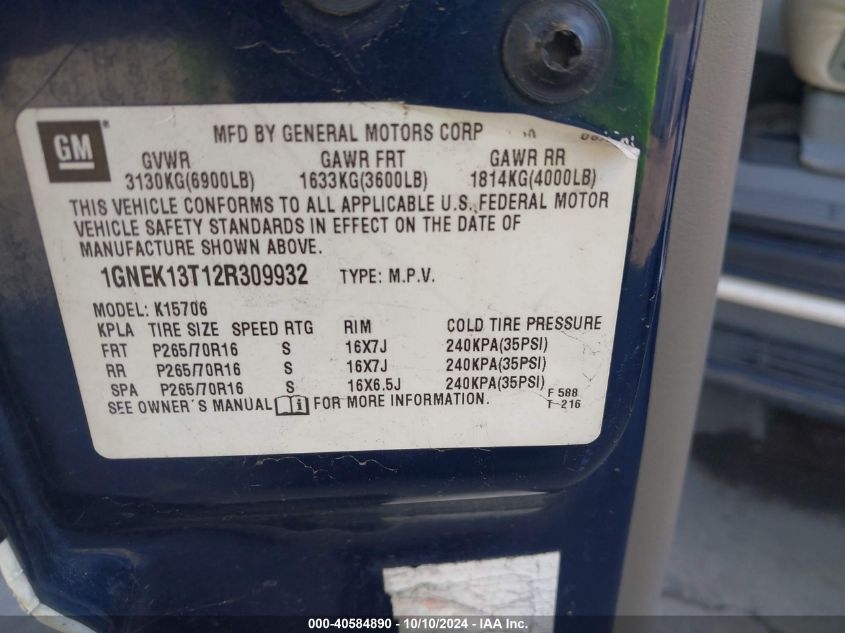 GM
MFD BY GENERAL MOTORS CORP
GVWR GAWR FRT GAWR RR
3130KG(6900LB) 1633KG(3600LB) 1814KG(4000LB)
THIS VEHICLE CONFORMS TO ALL APPLICABLE U.S. FEDERAL MOTOR
VEHICLE SAFETY STANDARDS IN EFFECT ON THE DATE OF
MANUFACTURE SHOWN ABOVE.
1GNEK13T12R309932 TYPE: M.P.V.
MODEL: K15706
KPLA TIRE SIZE SPEED RTG RIM COLD TIRE PRESSURE
FRT P265/70R16 S 16X7J 240KPA(35PSI)
RR P265/70R16 S 16X7J 240KPA(35PSI)
SPA P265/70R16 S 16X6.5J 240KPA(35PSI)
SEE OWNER'S MANUAL i FOR MORE INFORMATION.
F 588
T 216
000-40584890 - 10/10/2024 - IAA Inc.